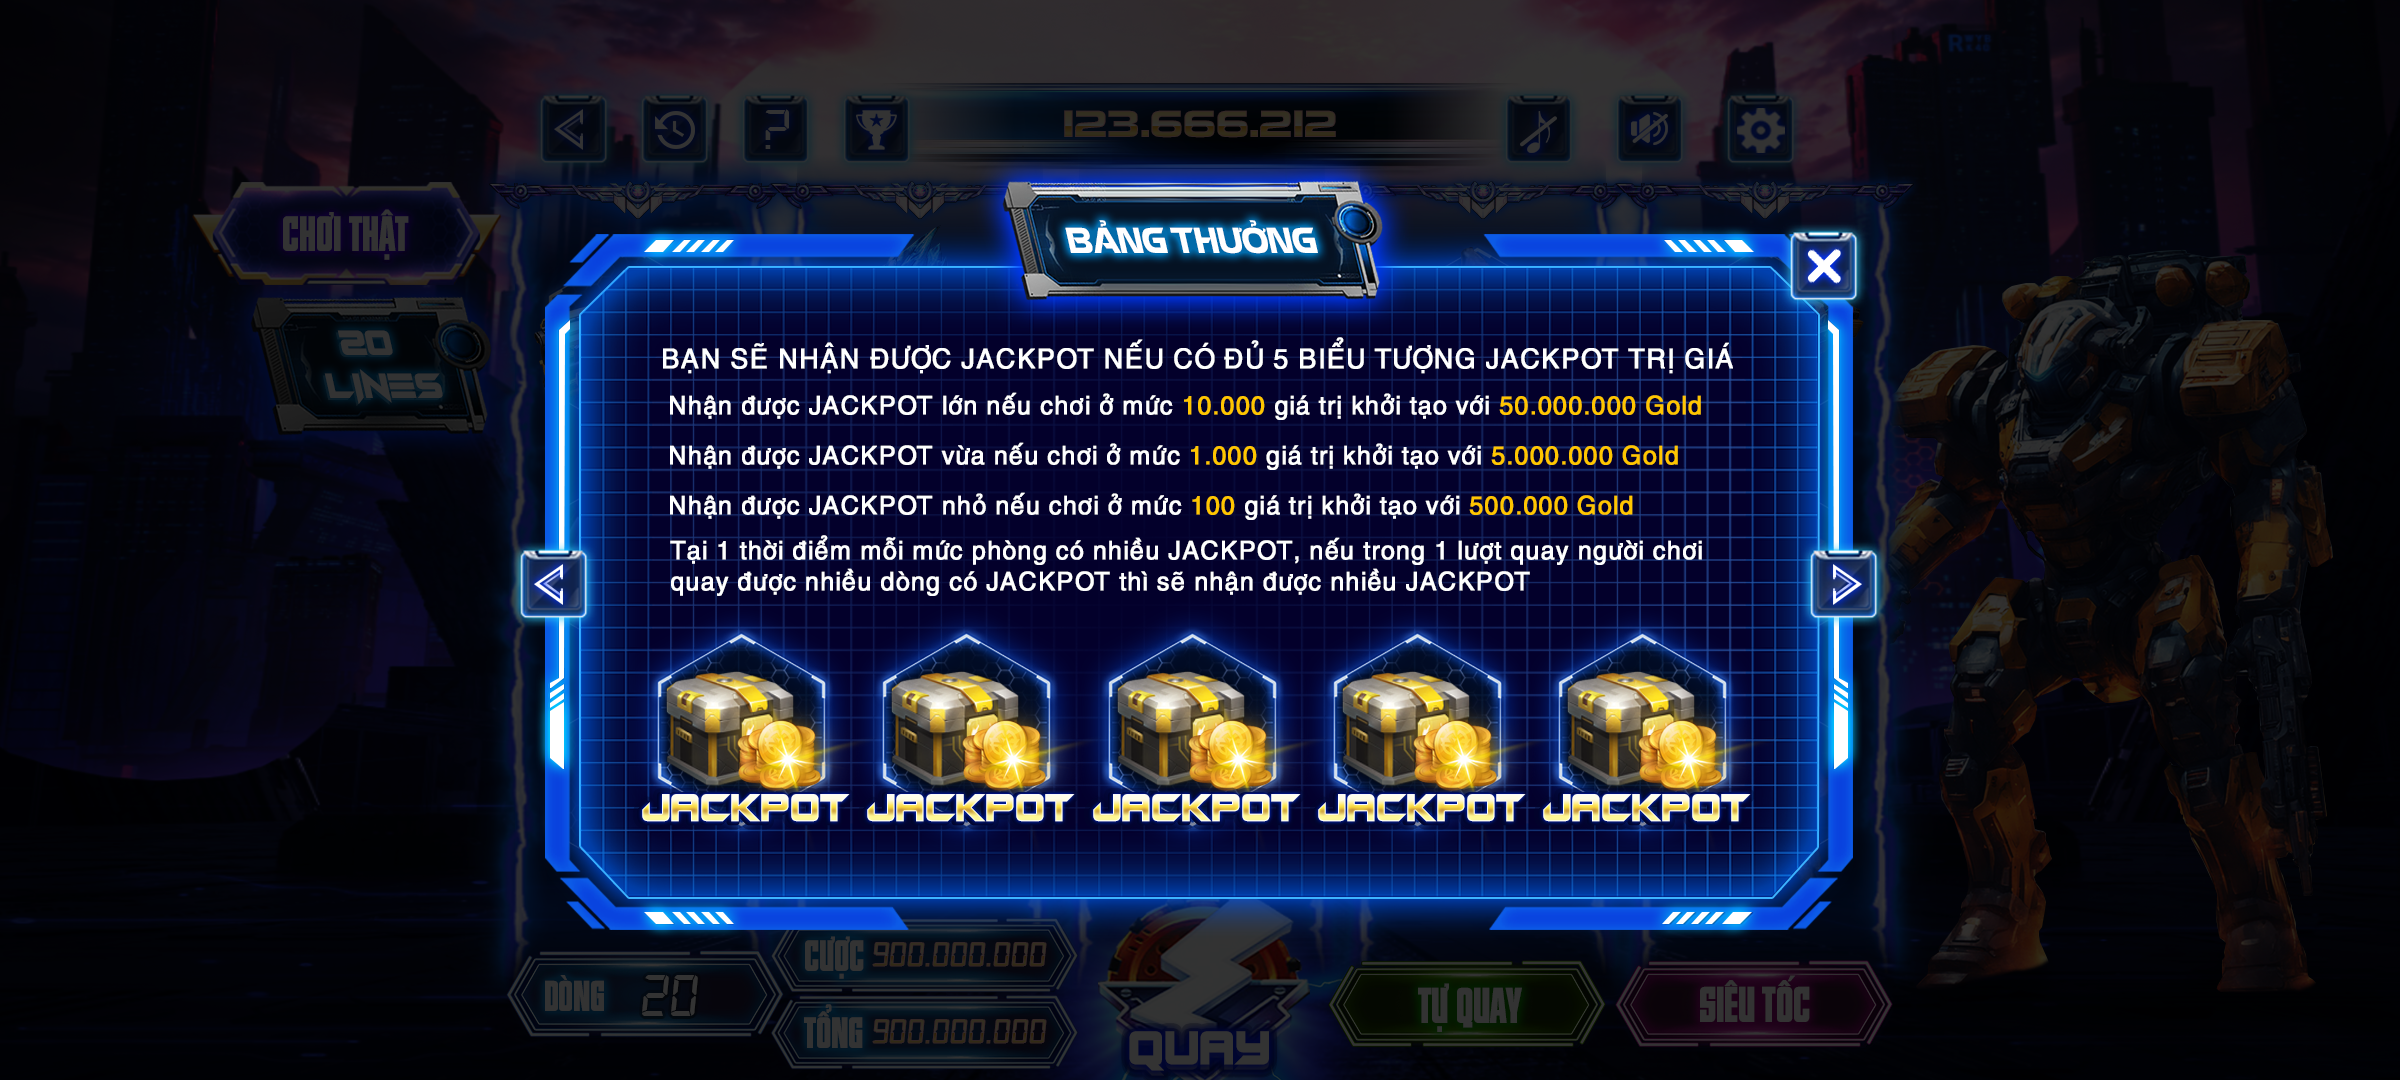 123.666.212
CHƠI THẬT
20
LINES
BẢNG THƯỞNG
BẠN SẼ NHẬN ĐƯỢC JACKPOT NẾU CÓ ĐỦ 5 BIỂU TƯỢNG JACKPOT TRỊ GIÁ
Nhận được JACKPOT lớn nếu chơi ở mức 10.000 giá trị khởi tạo với 50.000.000 Gold
Nhận được JACKPOT vừa nếu chơi ở mức 1.000 giá trị khởi tạo với 5.000.000 Gold
Nhận được JACKPOT nhỏ nếu chơi ở mức 100 giá trị khởi tạo với 500.000 Gold
Tại 1 thời điểm mỗi mức phòng có nhiều JACKPOT, nếu trong 1 lượt quay người chơi
quay được nhiều dòng có JACKPOT thì sẽ nhận được nhiều JACKPOT
JACKPOT JACKPOT JACKPOT JACKPOT JACKPOT
DÒNG 20
CƯỢC 900.000.000
TỔNG 900.000.000
QUAY
TỰ QUAY
SIÊU TỐC